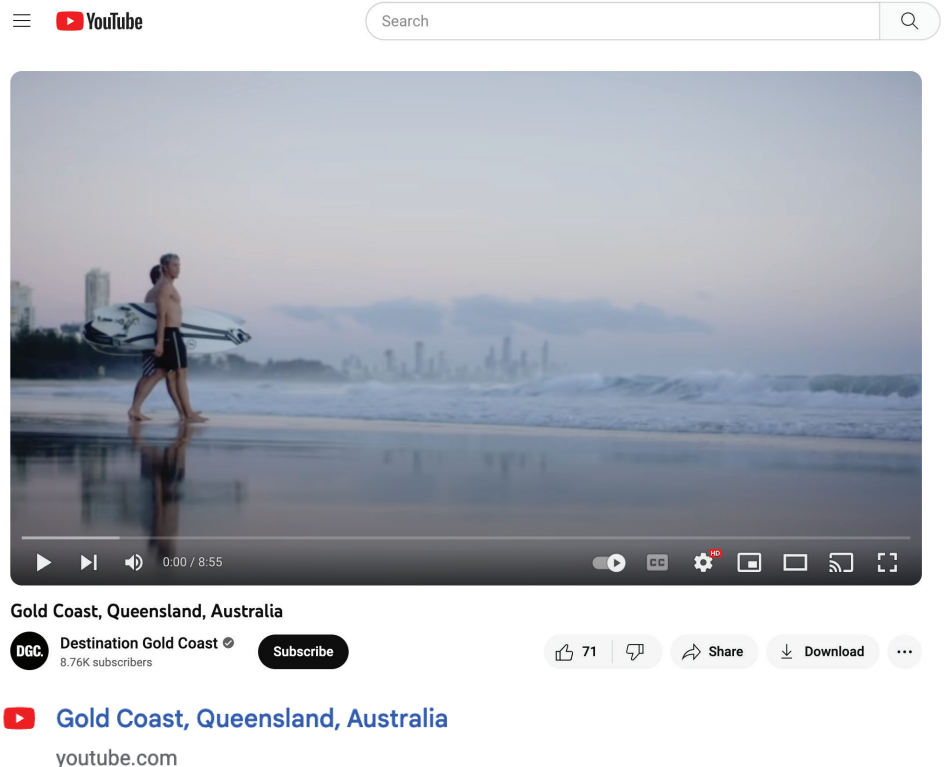 YouTube
Search
0:00 / 8:55
CC
HD
Gold Coast, Queensland, Australia
DGC.
Destination Gold Coast
8.76K subscribers
Subscribe
71
Share
Download
Gold Coast, Queensland, Australia
youtube.com